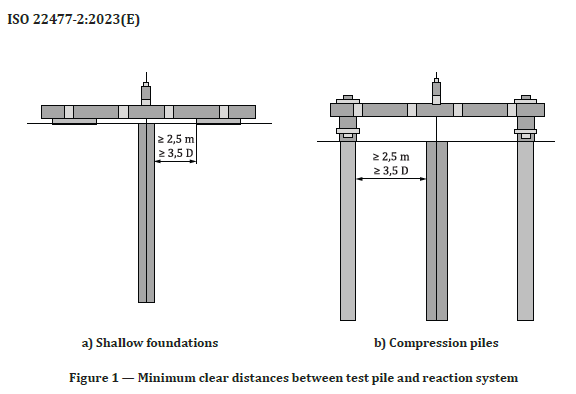 ISO 22477-2:2023(E)
≥ 2,5 m
≥ 3,5 D
≥ 2,5 m
≥ 3,5 D
a) Shallow foundations
b) Compression piles
Figure 1 — Minimum clear distances between test pile and reaction system